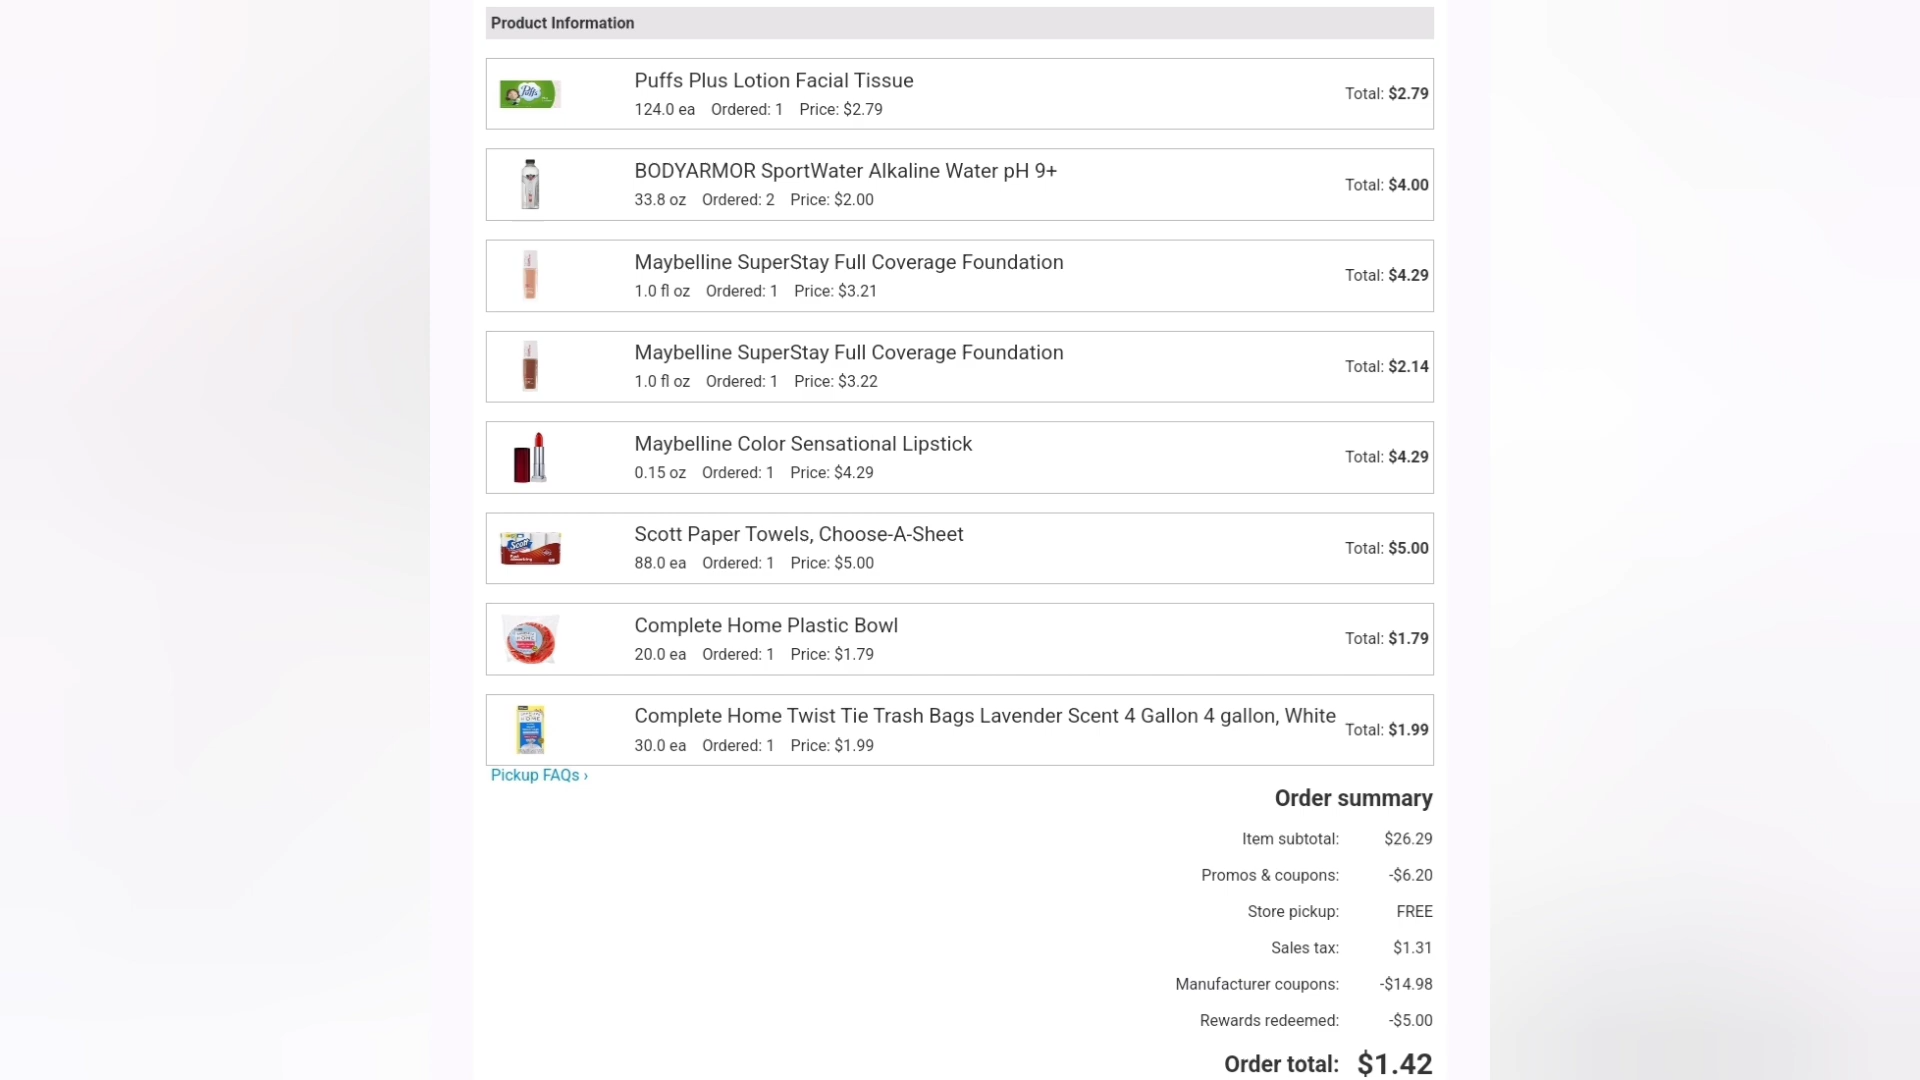 Product Information
Puffs Plus Lotion Facial Tissue
124.0 ea Ordered: 1 Price: $2.79
Total: $2.79
BODYARMOR SportWater Alkaline Water pH 9+
33.8 oz Ordered: 2 Price: $2.00
Total: $4.00
Maybelline SuperStay Full Coverage Foundation
1.0 fl oz Ordered: 1 Price: $3.21
Total: $4.29
Maybelline SuperStay Full Coverage Foundation
1.0 fl oz Ordered: 1 Price: $3.22
Total: $2.14
Maybelline Color Sensational Lipstick
0.15 oz Ordered: 1 Price: $4.29
Total: $4.29
Scott
Scott Paper Towels, Choose-A-Sheet
88.0 ea Ordered: 1 Price: $5.00
Total: $5.00
Complete Home Plastic Bowl
20.0 ea Ordered: 1 Price: $1.79
Total: $1.79
Complete Home Twist Tie Trash Bags Lavender Scent 4 Gallon 4 gallon, White
30.0 ea Ordered: 1 Price: $1.99
Total: $1.99
Pickup FAQs ›
Order summary
Item subtotal: $26.29
Promos & coupons: -$6.20
Store pickup: FREE
Sales tax: $1.31
Manufacturer coupons: -$14.98
Rewards redeemed: -$5.00
Order total: $1.42